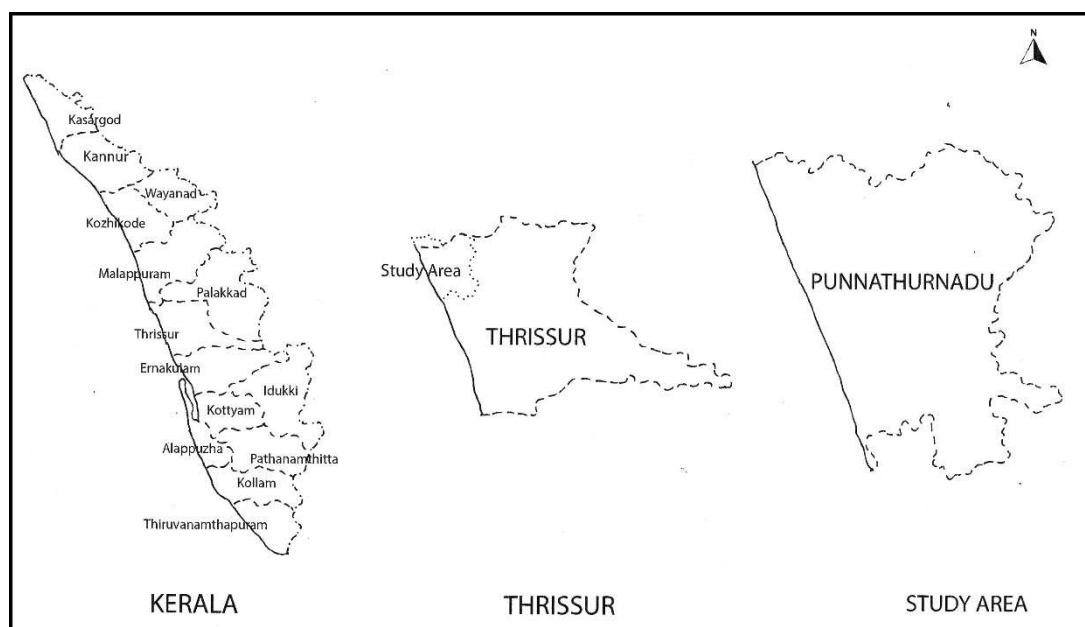 N
Kasargod
Kannur
Wayanad
Kozhikode
Malappuram
Palakkad
Thrissur
Ernakulam
Idukki
Kottyam
Alappuzha
Pathanamthitta
Kollam
Thiruvanamthapuram
KERALA
Study Area
THRISSUR
THRISSUR
PUNNATHURNADU
STUDY AREA